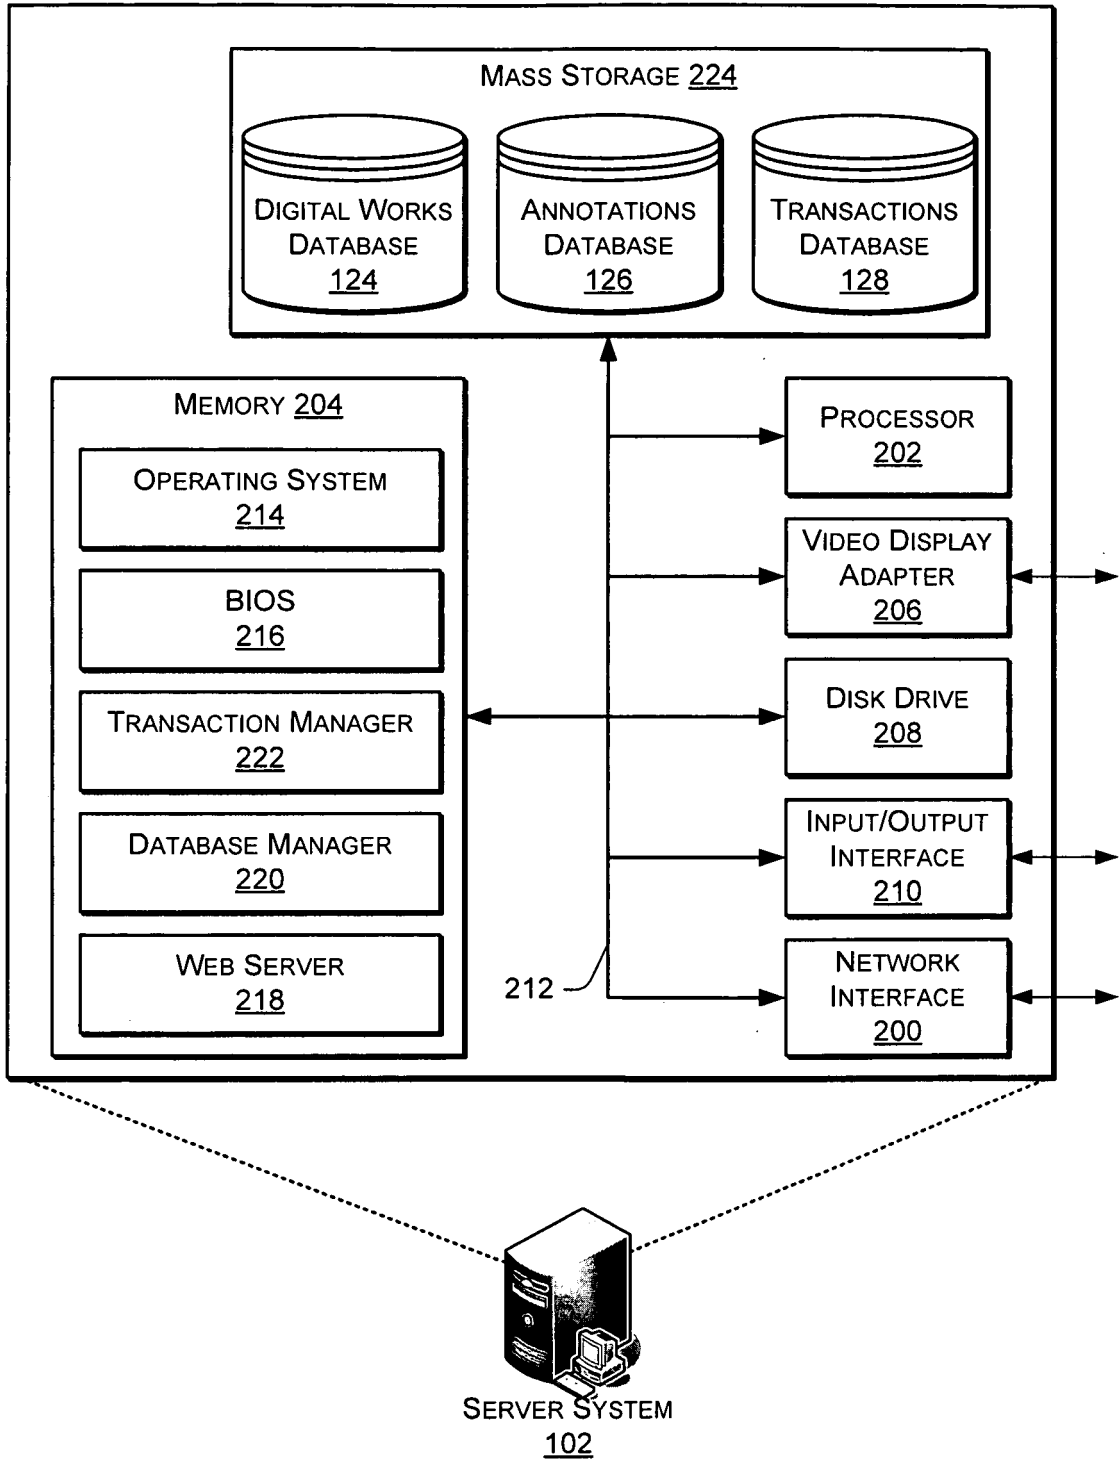 MASS STORAGE 224
DIGITAL WORKS
DATABASE
124
ANNOTATIONS
DATABASE
126
TRANSACTIONS
DATABASE
128
MEMORY 204
OPERATING SYSTEM
214
BIOS
216
TRANSACTION MANAGER
222
DATABASE MANAGER
220
WEB SERVER
218
PROCESSOR
202
VIDEO DISPLAY
ADAPTER
206
DISK DRIVE
208
INPUT/OUTPUT
INTERFACE
210
NETWORK
INTERFACE
200
212
SERVER SYSTEM
102